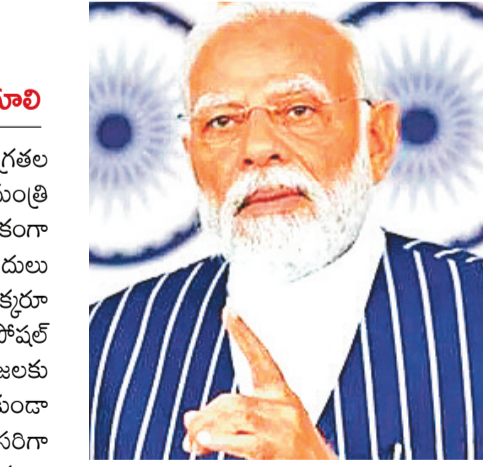 ాలి
గ్రతల
మంత్రి
కంగా
దులు
క్కరూ
సోషల్
జలకు
కుండా
సరిగా